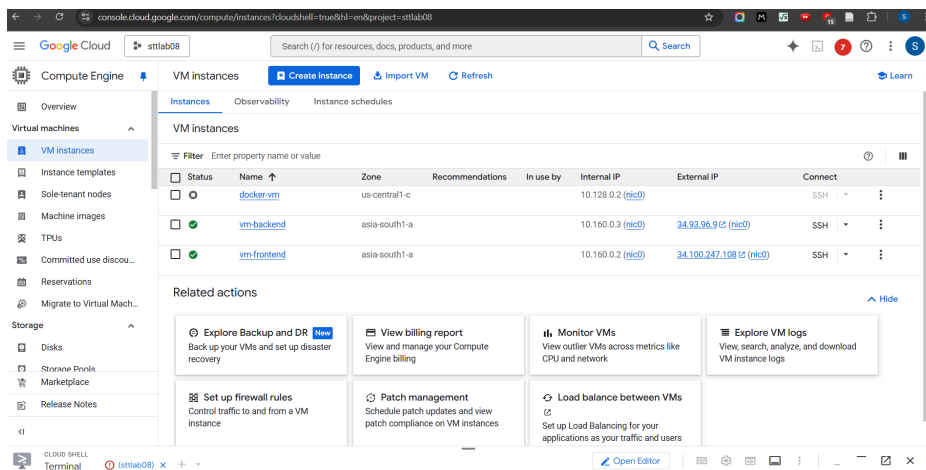 console.cloud.google.com/compute/instances?cloudshell=true&hl=en&project=sttlab08
15
S
Google Cloud
sttlab08
Search (/) for resources, docs, products, and more
Search
7
S
Compute Engine
VM instances
Create instance
Import VM
Refresh
Learn
Overview
Virtual machines
VM instances
Instance templates
Sole-tenant nodes
Machine images
TPUs
Committed use discou...
Reservations
Migrate to Virtual Mach...
Storage
Disks
Storage Pools
Marketplace
Release Notes
Instances Observability Instance schedules
VM instances
Filter Enter property name or value
Status Name Zone Recommendations In use by Internal IP External IP Connect
docker-vm us-central1-c 10.128.0.2 (nic0) SSH
vm-backend asia-south1-a 10.160.0.3 (nic0) 34.93.96.9 (nic0) SSH
vm-frontend asia-south1-a 10.160.0.2 (nic0) 34.100.247.108 (nic0) SSH
Related actions
Hide
Explore Backup and DR New
Back up your VMs and set up disaster
recovery
View billing report
View and manage your Compute
Engine billing
Monitor VMs
View outlier VMs across metrics like
CPU and network
Explore VM logs
View, search, analyze, and download
VM instance logs
Set up firewall rules
Control traffic to and from a VM
instance
Patch management
Schedule patch updates and view
patch compliance on VM instances
Load balance between VMs
Set up Load Balancing for your
applications as your traffic and users
CLOUD SHELL
Terminal
(sttlab08)
Open Editor